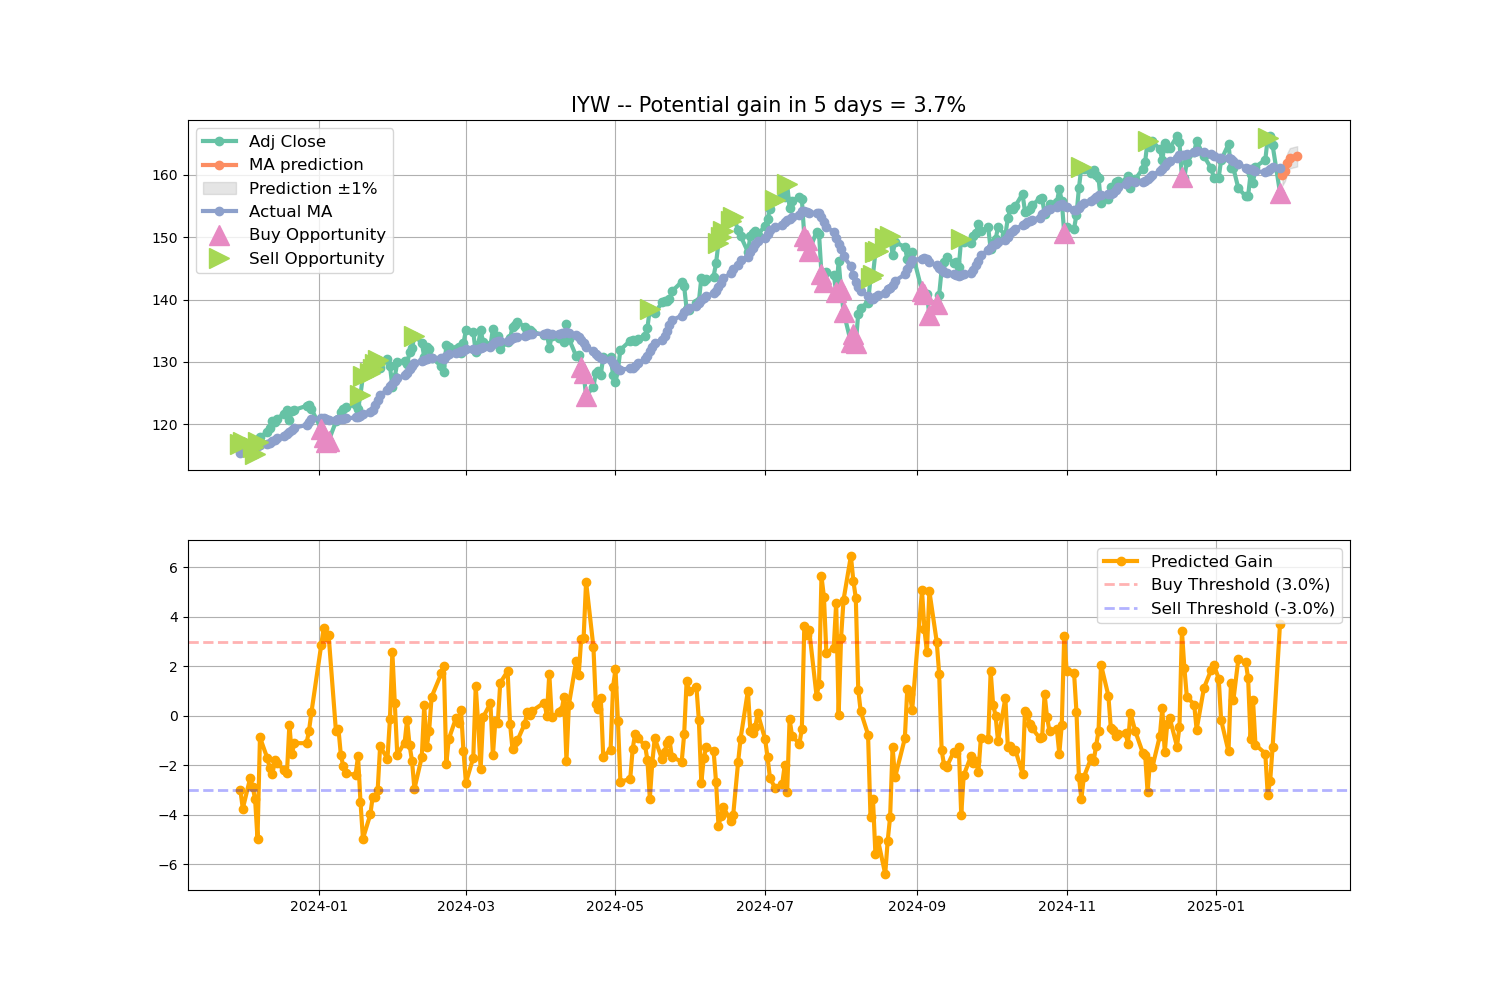 IYW -- Potential gain in 5 days = 3.7%
Adj Close
MA prediction
Prediction ±1%
Actual MA
Buy Opportunity
Sell Opportunity
160
150
140
130
120
Predicted Gain
Buy Threshold (3.0%)
Sell Threshold (-3.0%)
6
4
2
0
−2
−4
−6
2024-01
2024-03
2024-05
2024-07
2024-09
2024-11
2025-01